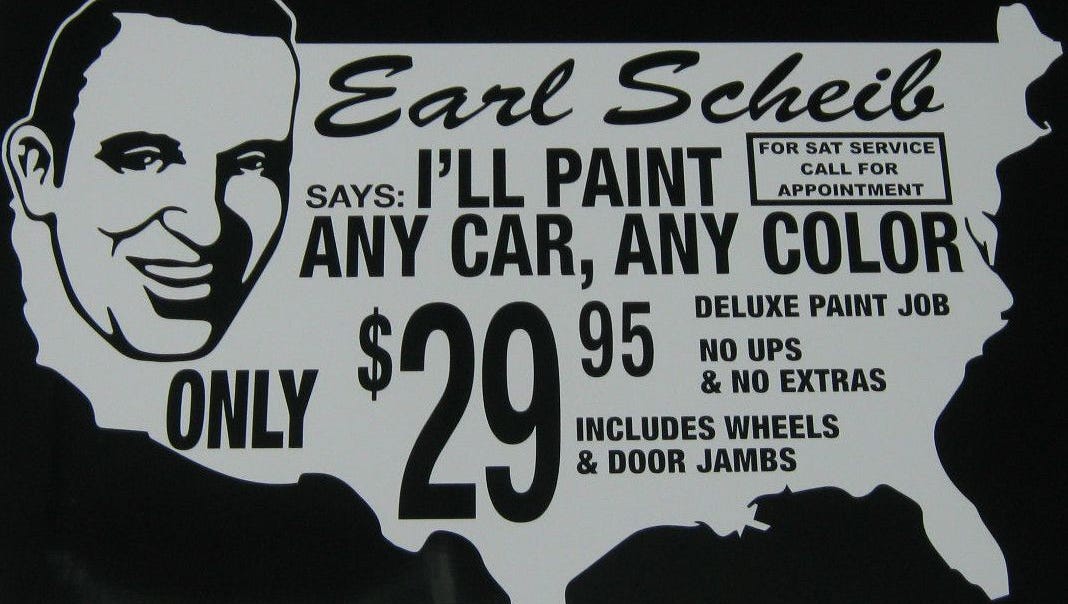 Earl Scheib
SAYS: I'LL PAINT
ANY CAR, ANY COLOR
FOR SAT SERVICE
CALL FOR
APPOINTMENT
ONLY
$29 95
DELUXE PAINT JOB
NO UPS
& NO EXTRAS
INCLUDES WHEELS
& DOOR JAMBS